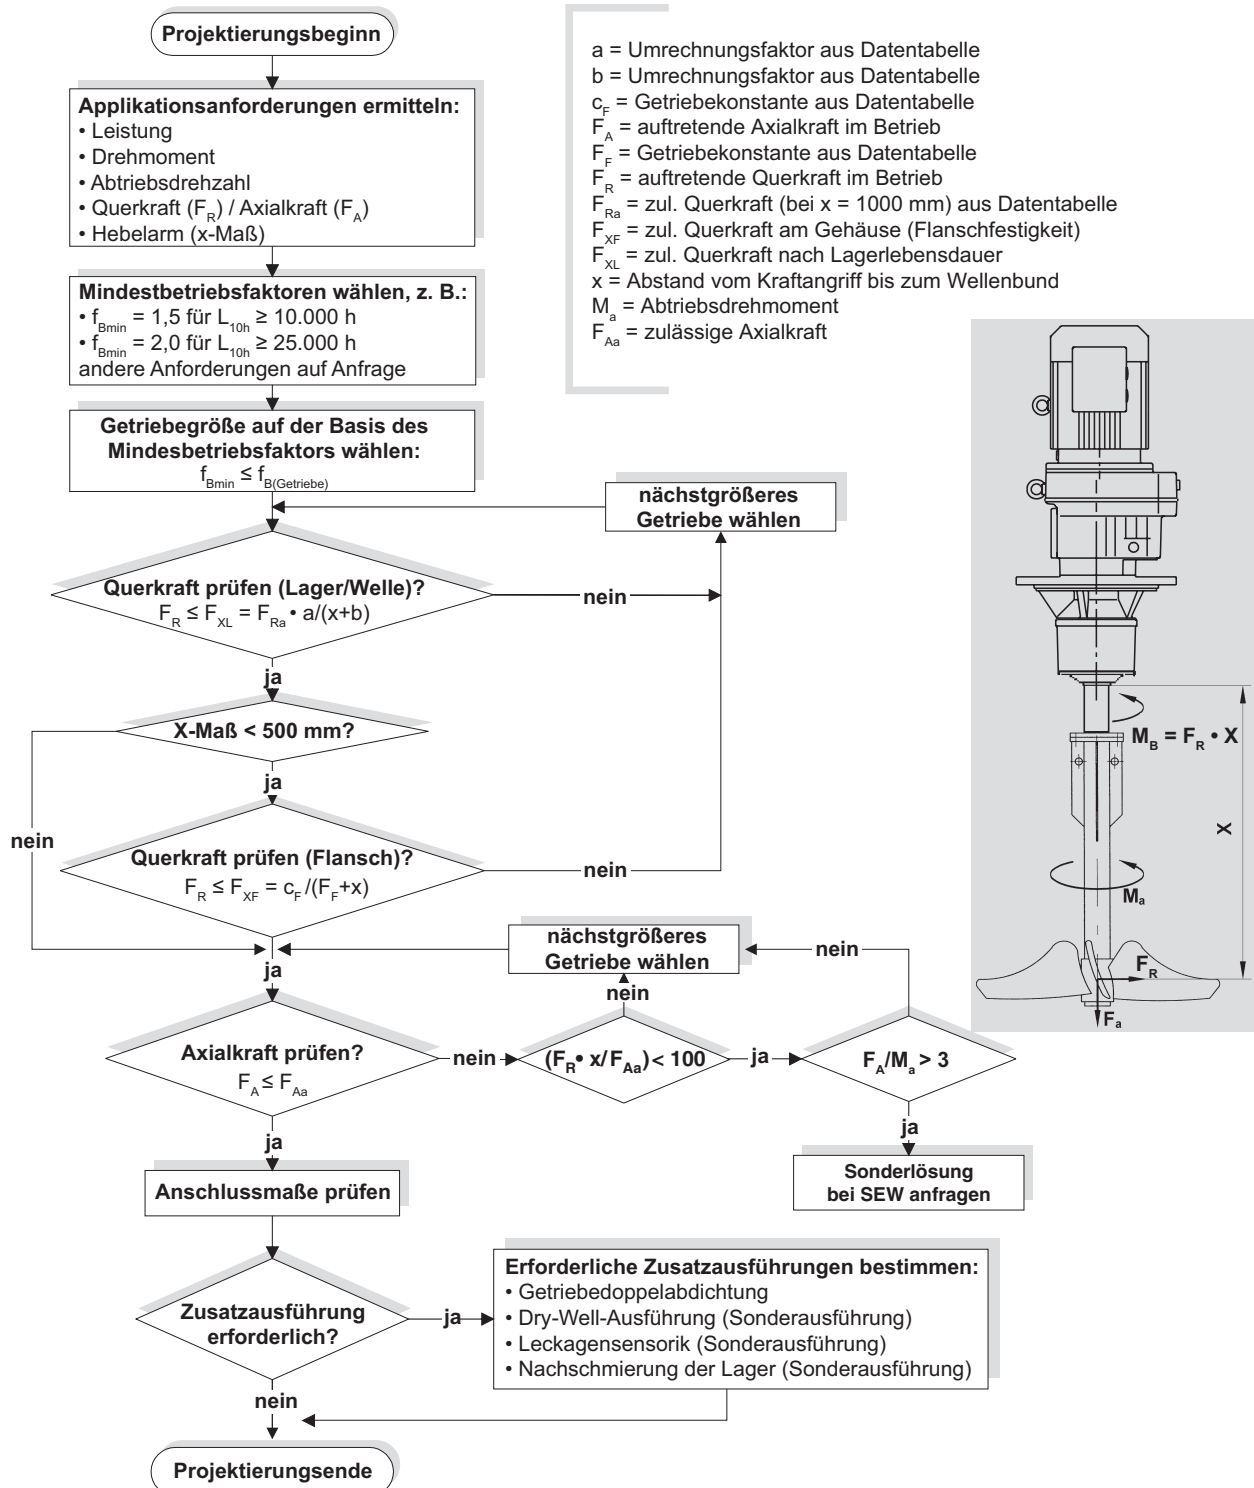 Projektierungsbeginn
Applikationsanforderungen ermitteln:
• Leistung
• Drehmoment
• Abtriebsdrehzahl
• Querkraft (F_R) / Axialkraft (F_A)
• Hebelarm (x-Maß)
Mindestbetriebsfaktoren wählen, z. B.:
• f_Bmin = 1,5 für L_10h ≥ 10.000 h
• f_Bmin = 2,0 für L_10h ≥ 25.000 h
andere Anforderungen auf Anfrage
Getriebegröße auf der Basis des
Mindesbetriebsfaktors wählen:
f_Bmin ≤ f_B(Getriebe)
a = Umrechnungsfaktor aus Datentabelle
b = Umrechnungsfaktor aus Datentabelle
c_F = Getriebekonstante aus Datentabelle
F_A = auftretende Axialkraft im Betrieb
F_F = Getriebekonstante aus Datentabelle
F_R = auftretende Querkraft im Betrieb
F_Ra = zul. Querkraft (bei x = 1000 mm) aus Datentabelle
F_XF = zul. Querkraft am Gehäuse (Flanschfestigkeit)
F_XL = zul. Querkraft nach Lagerlebensdauer
x = Abstand vom Kraftangriff bis zum Wellenbund
M_a = Abtriebsdrehmoment
F_Aa = zulässige Axialkraft
nächstgrößeres
Getriebe wählen
Querkraft prüfen (Lager/Welle)?
F_R ≤ F_XL = F_Ra • a/(x+b)
nein
ja
X-Maß < 500 mm?
ja
nein
Querkraft prüfen (Flansch)?
F_R ≤ F_XF = c_F/(F_F+x)
nein
ja
nächstgrößeres
Getriebe wählen
nein
nein
Axialkraft prüfen?
F_A ≤ F_Aa
nein
(F_R • x/F_Aa) < 100
ja
F_A/M_a > 3
ja
Sonderlösung
bei SEW anfragen
ja
Anschlussmaße prüfen
Zusatzausführung
erforderlich?
ja
Erforderliche Zusatzausführungen bestimmen:
• Getriebedoppelabdichtung
• Dry-Well-Ausführung (Sonderausführung)
• Leckagensensorik (Sonderausführung)
• Nachschmierung der Lager (Sonderausführung)
nein
Projektierungsende
M_B = F_R • X
X
M_a
F_R
F_a